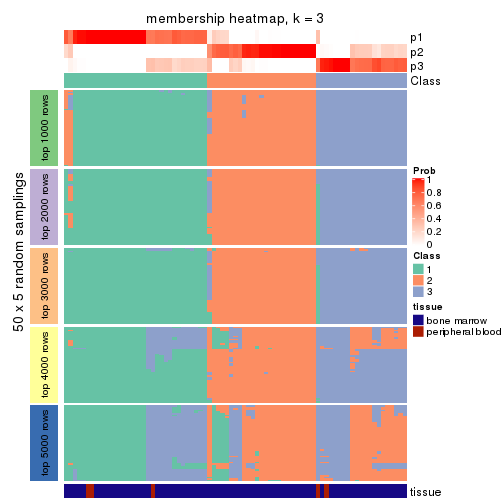 membership heatmap, k = 3
p1
p2
p3
Class
50 x 5 random samplings
top 1000 rows
top 2000 rows
top 3000 rows
top 4000 rows
top 5000 rows
Prob
1
0.8
0.6
0.4
0.2
0
Class
1
2
3
tissue
bone marrow
peripheral blood
tissue